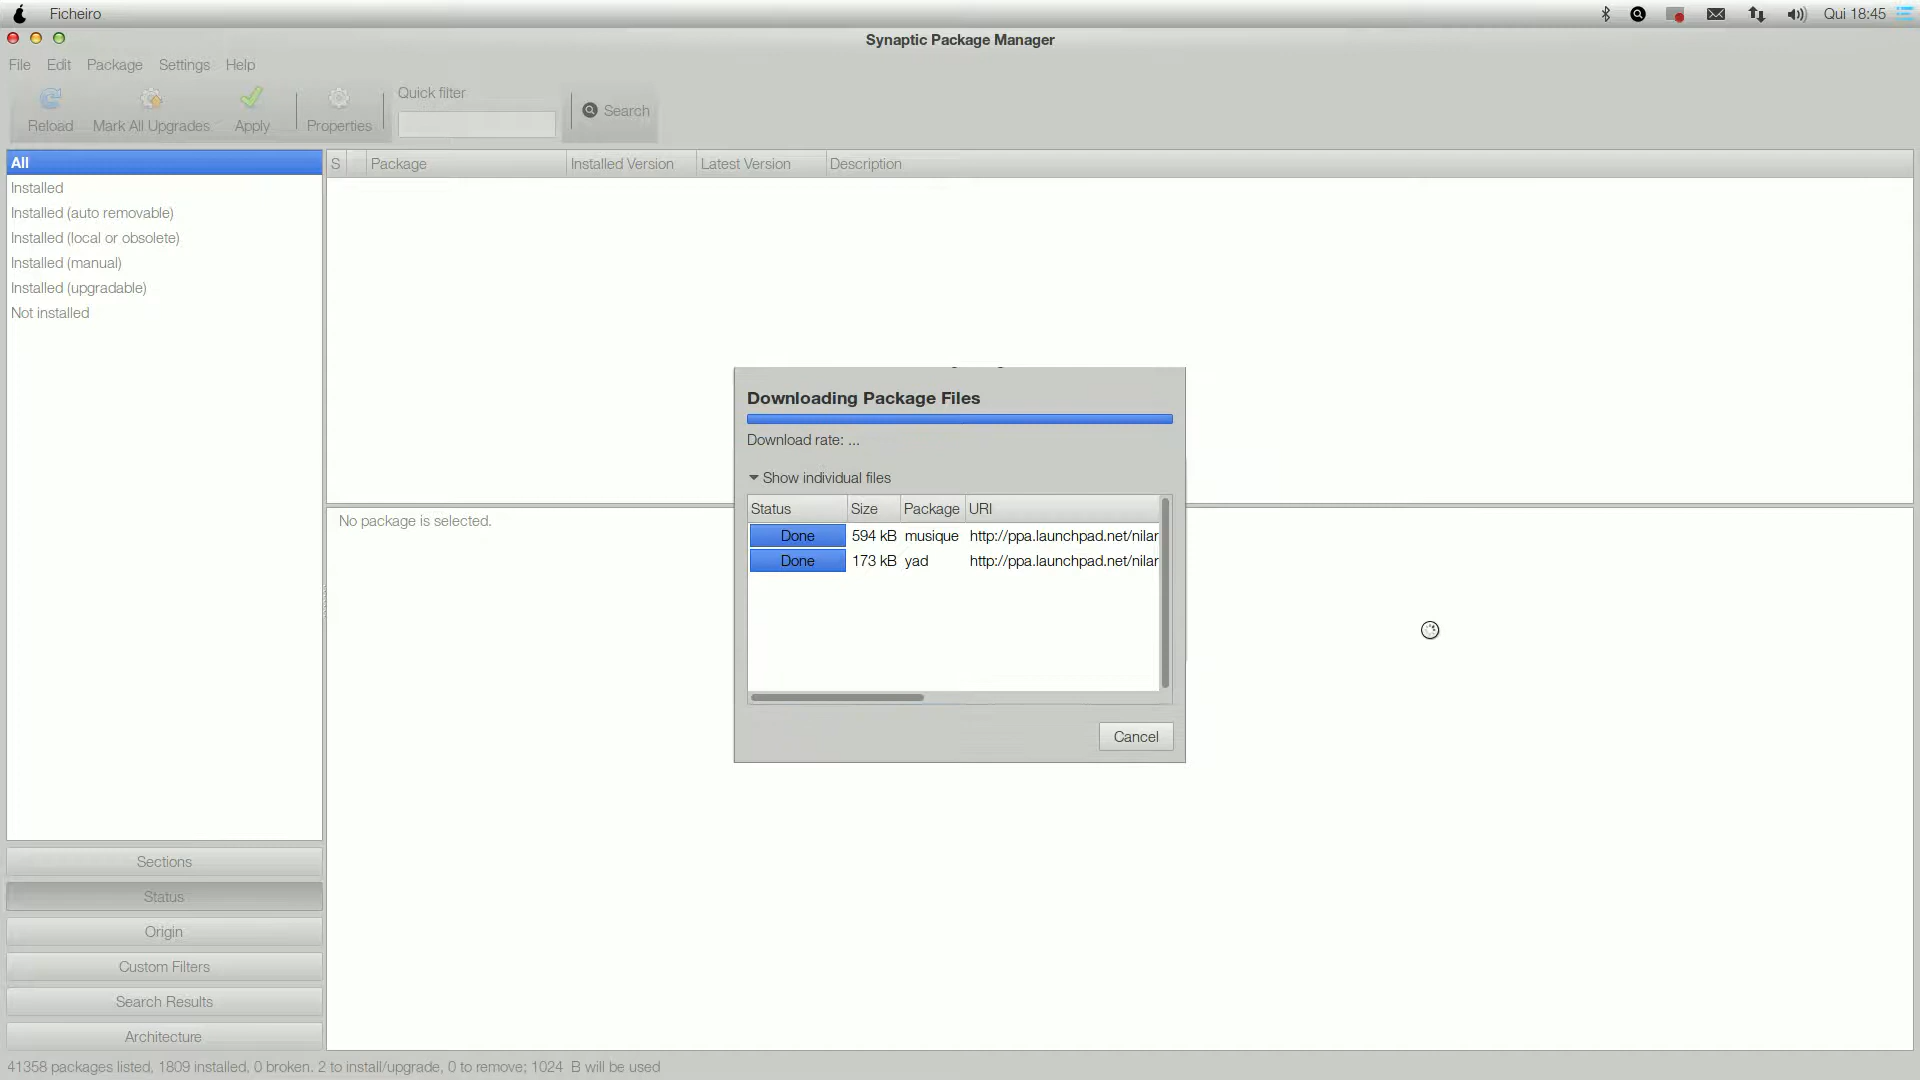 Ficheiro
Qui 18:45
Synaptic Package Manager
File Edit Package Settings Help
Reload Mark All Upgrades Apply Properties
Quick filter
Search
All
Installed
Installed (auto removable)
Installed (local or obsolete)
Installed (manual)
Installed (upgradable)
Not installed
S Package Installed Version Latest Version Description
No package is selected.
Downloading Package Files
Download rate: ...
Show individual files
Status Size Package URI
Done 594 kB musique http://ppa.launchpad.net/nilar
Done 173 kB yad http://ppa.launchpad.net/nilar
Cancel
Sections
Status
Origin
Custom Filters
Search Results
Architecture
41358 packages listed, 1809 installed, 0 broken. 2 to install/upgrade, 0 to remove; 1024 B will be used